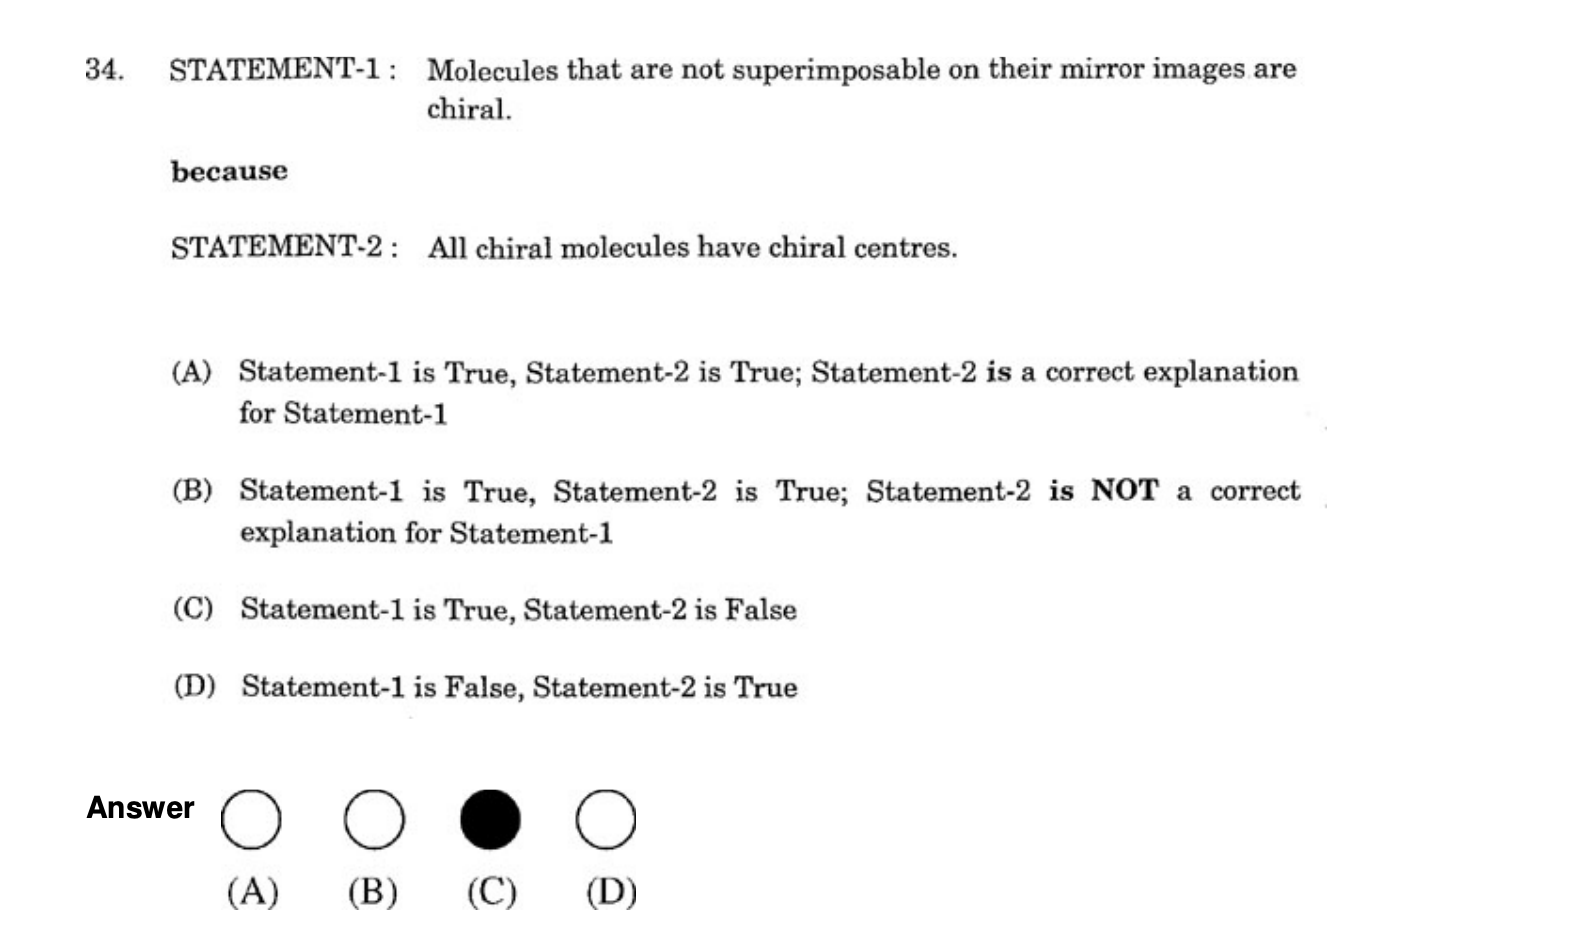 34. STATEMENT-1 : Molecules that are not superimposable on their mirror images are
chiral.
because
STATEMENT-2 : All chiral molecules have chiral centres.
(A) Statement-1 is True, Statement-2 is True; Statement-2 is a correct explanation
for Statement-1
(B) Statement-1 is True, Statement-2 is True; Statement-2 is NOT a correct
explanation for Statement-1
(C) Statement-1 is True, Statement-2 is False
(D) Statement-1 is False, Statement-2 is True
Answer
(A) (B) (C) (D)